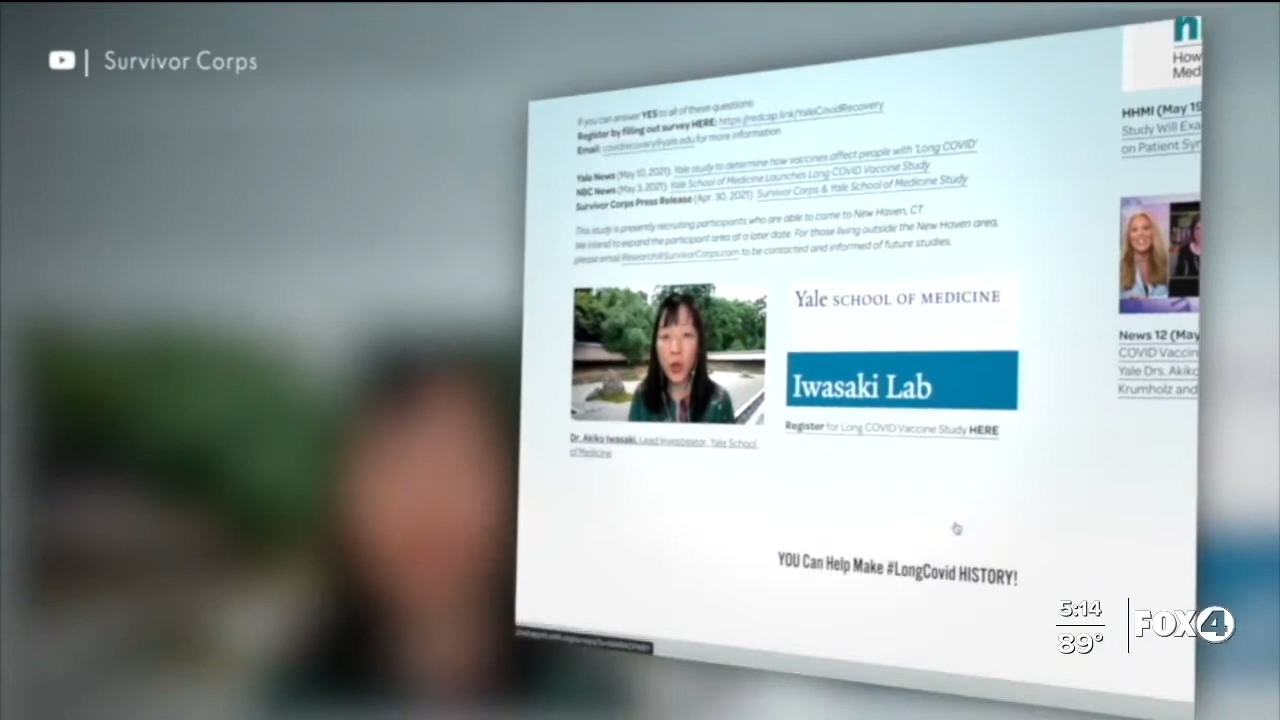 Survivor Corps
If you can answer YES to all of these questions:
Register by filling out survey HERE: https://redcap.link/YaleCovidRecovery
Email: covidrecovery@yale.edu for more information
Yale News (May 10, 2021). Yale study to determine how vaccines affect people with 'Long COVID'
NBC News (May 3, 2021). Yale School of Medicine Launches Long COVID Vaccine Study
Survivor Corps Press Release (Apr. 30, 2021). Survivor Corps & Yale School of Medicine Study
This study is presently recruiting participants who are able to come to New Haven, CT.
We intend to expand the participant area at a later date. For those living outside the New Haven area,
please email Research@SurvivorCorps.com to be contacted and informed of future studies.
Yale SCHOOL OF MEDICINE
Iwasaki Lab
Register for Long COVID Vaccine Study HERE
Dr. Akiko Iwasaki, Lead Investigator, Yale School
of Medicine
YOU Can Help Make #LongCovid HISTORY!
n
How
Med
HHMI (May 19
Study Will Exa
on Patient Syr
News 12 (May
COVID Vaccin
Yale Drs. Akiko
Krumholz and
5:14
89°
FOX 4